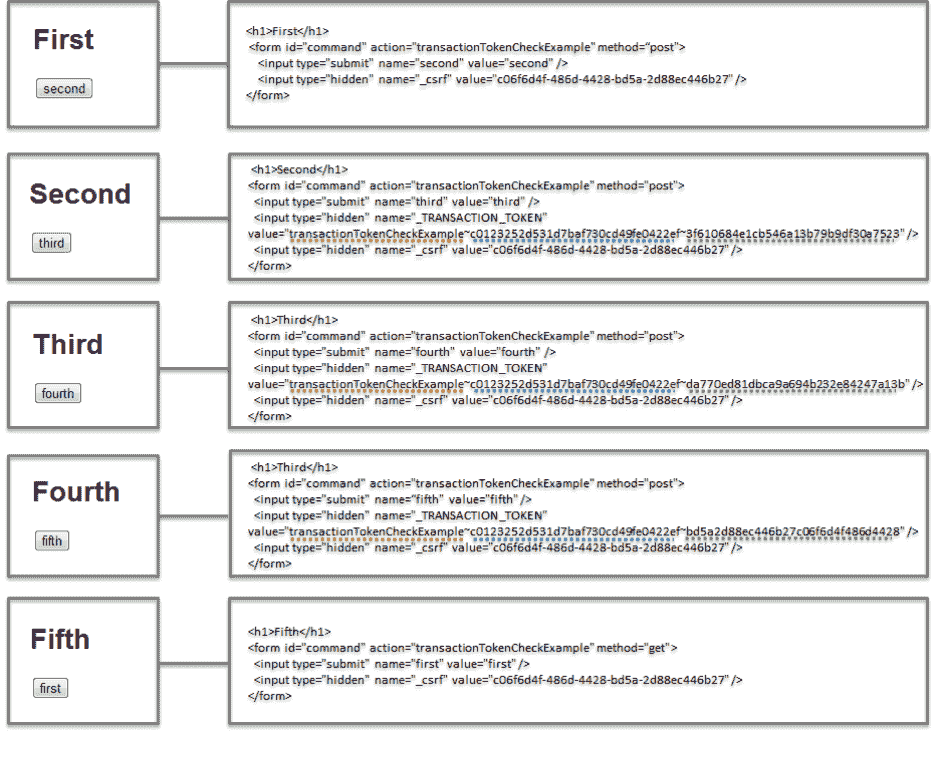 First
second
<h1>First</h1>
<form id="command" action="transactionTokenCheckExample" method="post">
<input type="submit" name="second" value="second" />
<input type="hidden" name="_csrf" value="c06f6d4f-486d-4428-bd5a-2d88ec446b27" />
</form>
Second
third
<h1>Second</h1>
<form id="command" action="transactionTokenCheckExample" method="post">
<input type="submit" name="third" value="third" />
<input type="hidden" name="_TRANSACTION_TOKEN"
value="transactionTokenCheckExample~c0123252d531d7baf730cd49fe0422ef~3f610684e1cb546a13b79b9df30a7523" />
<input type="hidden" name="_csrf" value="c06f6d4f-486d-4428-bd5a-2d88ec446b27" />
</form>
Third
fourth
<h1>Third</h1>
<form id="command" action="transactionTokenCheckExample" method="post">
<input type="submit" name="fourth" value="fourth" />
<input type="hidden" name="_TRANSACTION_TOKEN"
value="transactionTokenCheckExample~c0123252d531d7baf730cd49fe0422ef~da770ed81dbca9a694b232e84247a13b" />
<input type="hidden" name="_csrf" value="c06f6d4f-486d-4428-bd5a-2d88ec446b27" />
</form>
Fourth
fifth
<h1>Third</h1>
<form id="command" action="transactionTokenCheckExample" method="post">
<input type="submit" name="fifth" value="fifth" />
<input type="hidden" name="_TRANSACTION_TOKEN"
value="transactionTokenCheckExample~c0123252d531d7baf730cd49fe0422ef~bd5a2d88ec446b27c06f6d4f486d4428" />
<input type="hidden" name="_csrf" value="c06f6d4f-486d-4428-bd5a-2d88ec446b27" />
</form>
Fifth
first
<h1>Fifth</h1>
<form id="command" action="transactionTokenCheckExample" method="get">
<input type="submit" name="first" value="first" />
<input type="hidden" name="_csrf" value="c06f6d4f-486d-4428-bd5a-2d88ec446b27" />
</form>